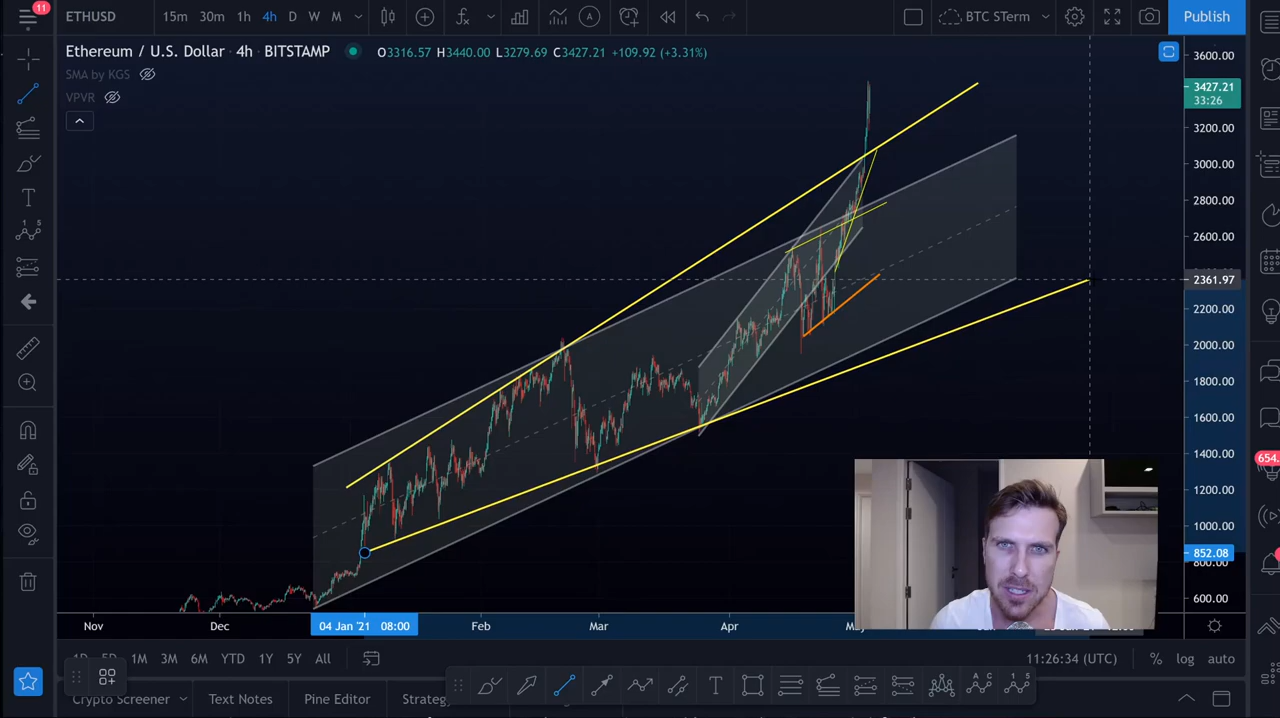 11
ETHUSD 15m 30m 1h 4h D W M BTC STerm Publish
Ethereum / U.S. Dollar · 4h · BITSTAMP O3316.57 H3440.00 L3279.69 C3427.21 +109.92 (+3.31%)
SMA by KGS
VPVR
3600.00
3427.21
33:26
3200.00
3000.00
2800.00
2600.00
2361.97
2200.00
2000.00
1800.00
1600.00
1400.00
1200.00
1000.00
852.08
800.00
600.00
654.
Nov Dec 04 Jan '21 08:00 Feb Mar Apr
1D 5D 1M 3M 6M YTD 1Y 5Y All 11:26:34 (UTC) % log auto
Crypto Screener Text Notes Pine Editor